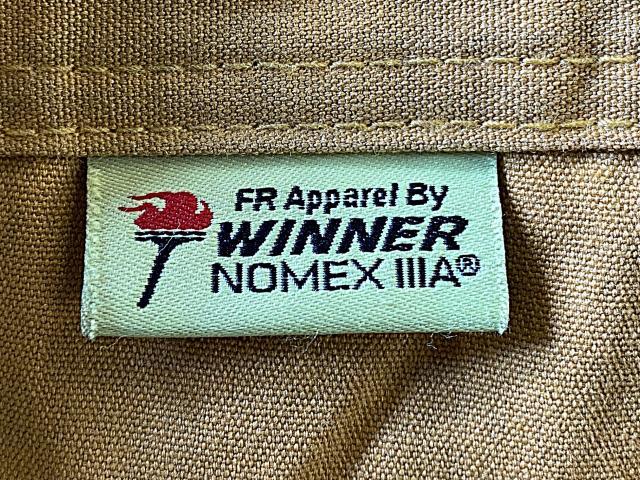 FR Apparel By
WINNER
NOMEX IIIA®